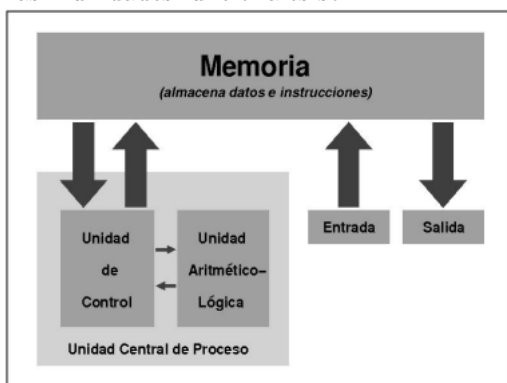 Memoria
(almacena datos e instrucciones)
Unidad
de
Control
Unidad
Aritmético–
Lógica
Entrada
Salida
Unidad Central de Proceso